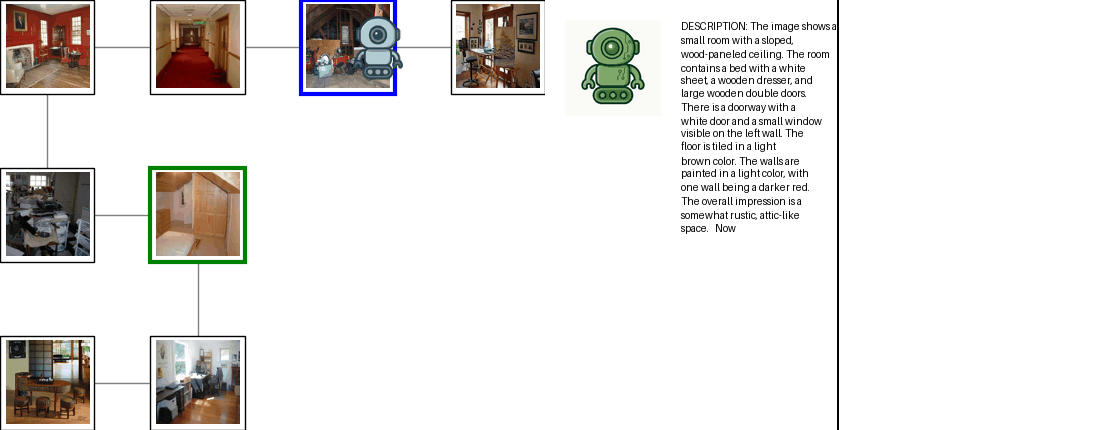 DESCRIPTION: The image shows a
small room with a sloped,
wood-paneled ceiling. The room
contains a bed with a white
sheet, a wooden dresser, and
large wooden double doors.
There is a doorway with a
white door and a small window
visible on the left wall. The
floor is tiled in a light
brown color. The walls are
painted in a light color, with
one wall being a darker red.
The overall impression is a
somewhat rustic, attic-like
space. Now